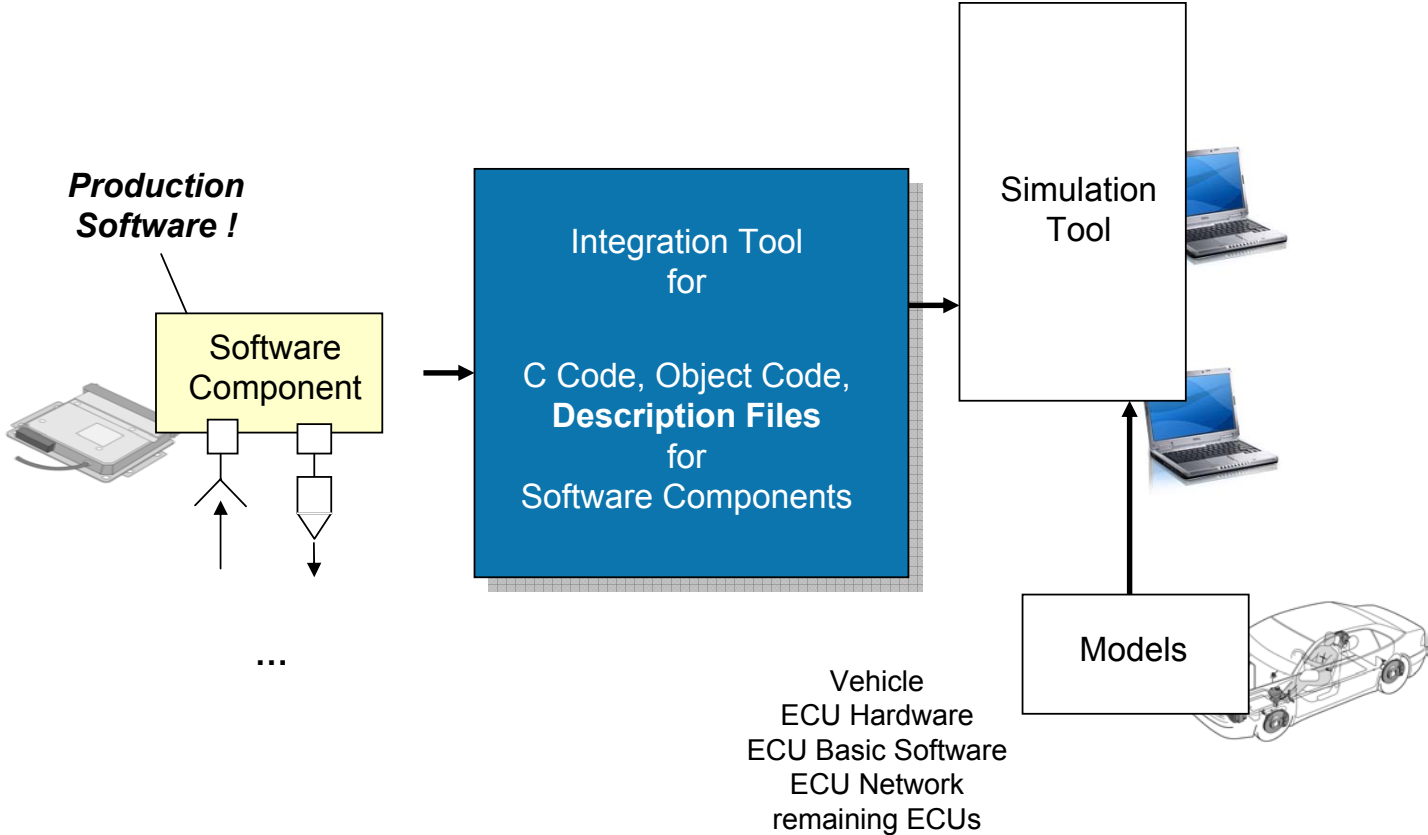 Production
Software !
Software
Component
...
Integration Tool
for
C Code, Object Code,
Description Files
for
Software Components
Simulation
Tool
Models
Vehicle
ECU Hardware
ECU Basic Software
ECU Network
remaining ECUs